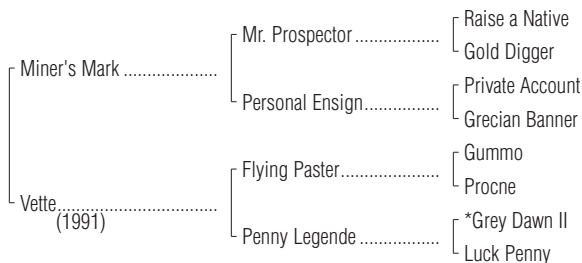 Raise a Native
Mr. Prospector ..................
Gold Digger
Miner's Mark ....................
Private Account
Personal Ensign................
Grecian Banner
Gummo
Flying Paster.....................
Procne
Vette..................................
(1991)
*Grey Dawn II
Penny Legende .................
Luck Penny